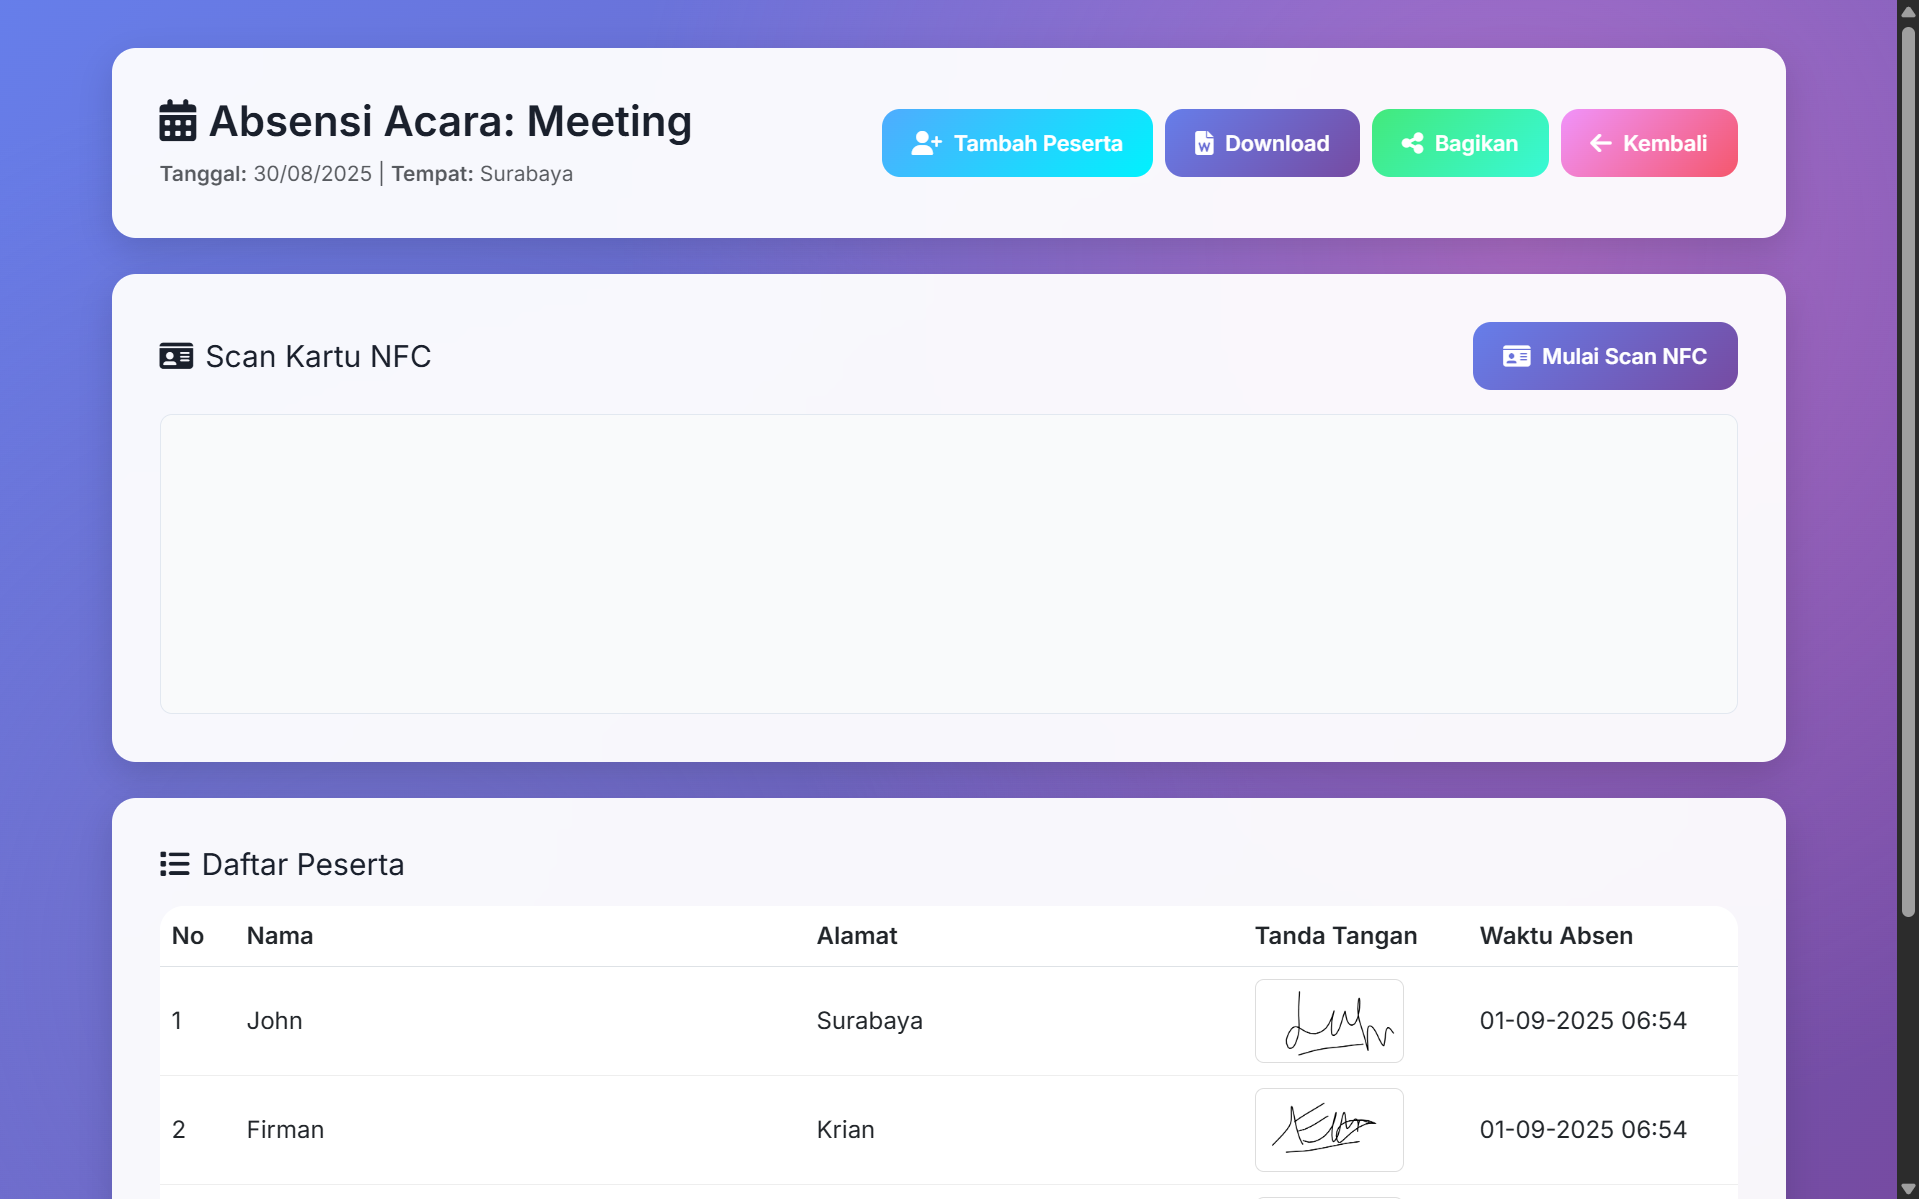 Absensi Acara: Meeting
Tanggal: 30/08/2025 | Tempat: Surabaya
Tambah Peserta
Download
Bagikan
Kembali
Scan Kartu NFC
Mulai Scan NFC
Daftar Peserta
No Nama Alamat Tanda Tangan Waktu Absen
1 John Surabaya 01-09-2025 06:54
2 Firman Krian 01-09-2025 06:54